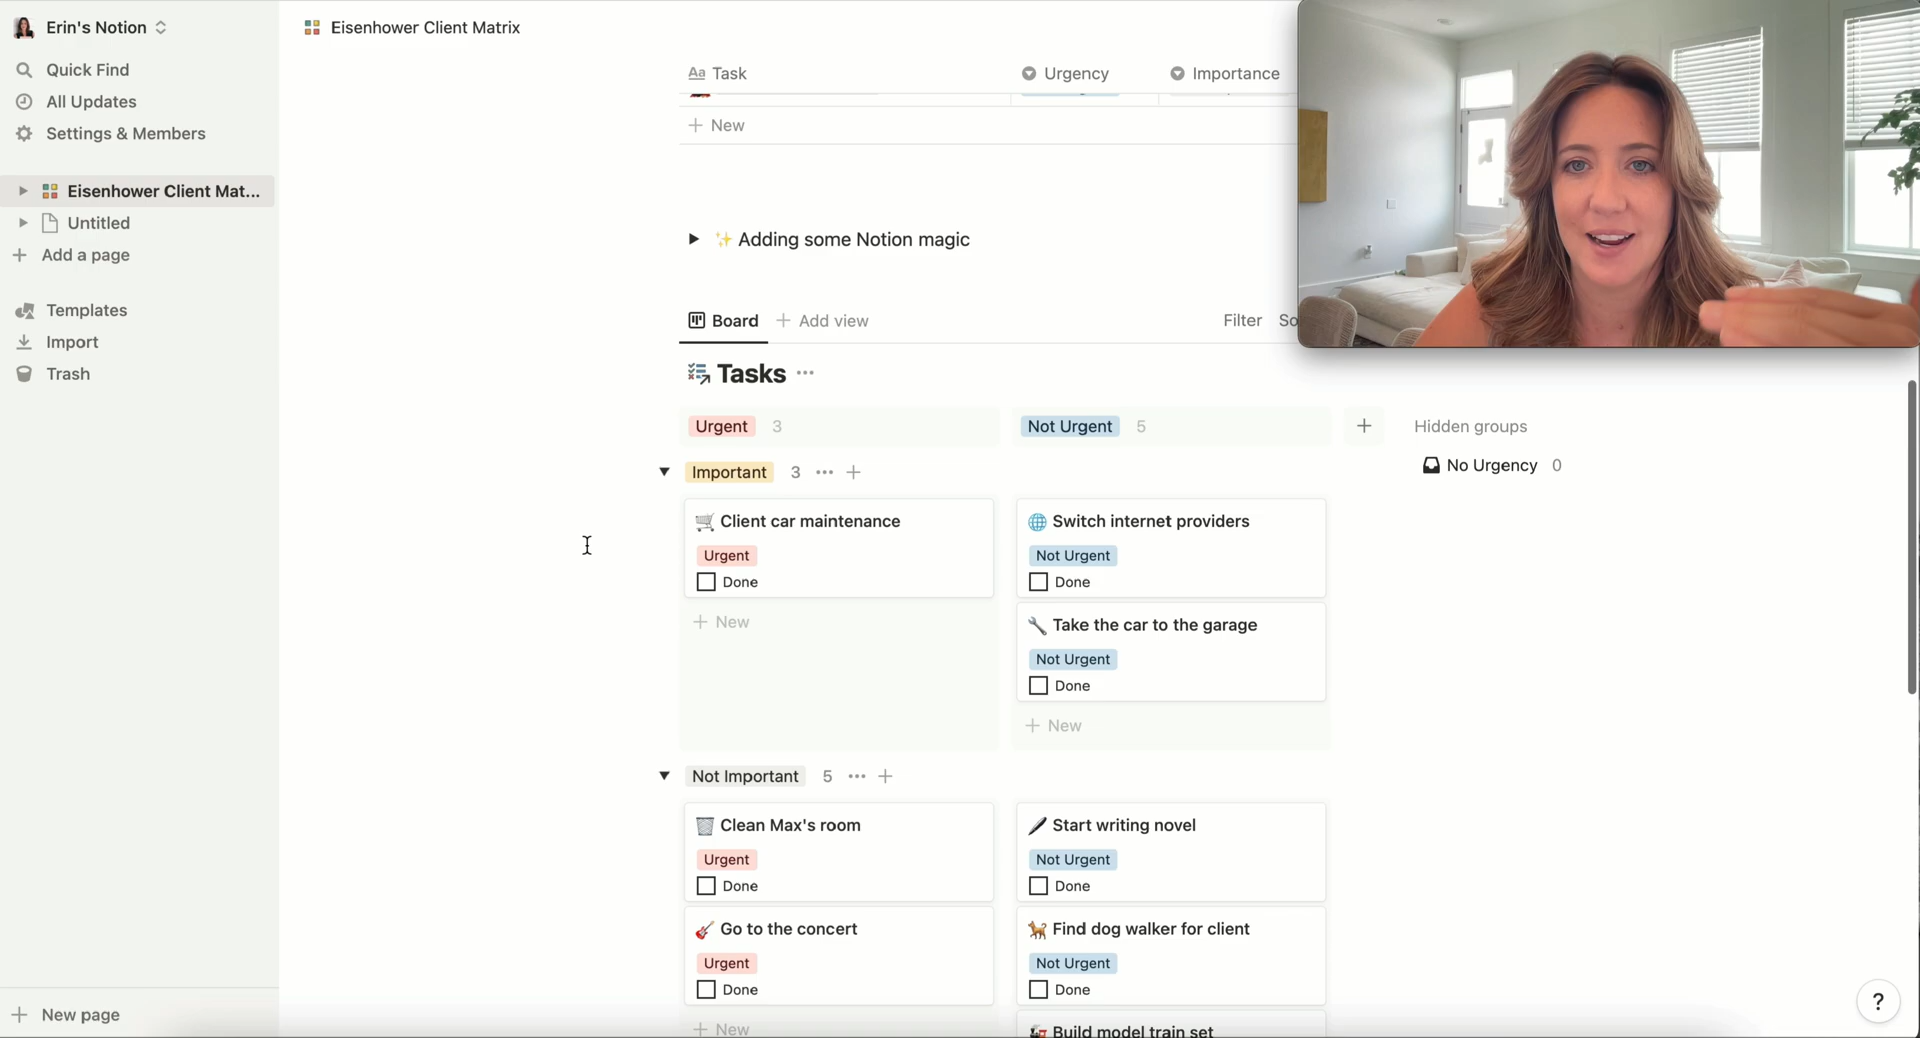 Erin's Notion
Quick Find
All Updates
Settings & Members
Eisenhower Client Mat...
Untitled
Add a page
Templates
Import
Trash
New page
Eisenhower Client Matrix
Aa Task
Urgency
Importance
New
✨ Adding some Notion magic
Board
Add view
Filter
So
Tasks
Urgent 3
Not Urgent 5
Hidden groups
No Urgency 0
Important 3
Client car maintenance
Urgent
Done
New
Switch internet providers
Not Urgent
Done
Take the car to the garage
Not Urgent
Done
New
Not Important 5
Clean Max's room
Urgent
Done
Go to the concert
Urgent
Done
New
Start writing novel
Not Urgent
Done
Find dog walker for client
Not Urgent
Done
Build model train set
?